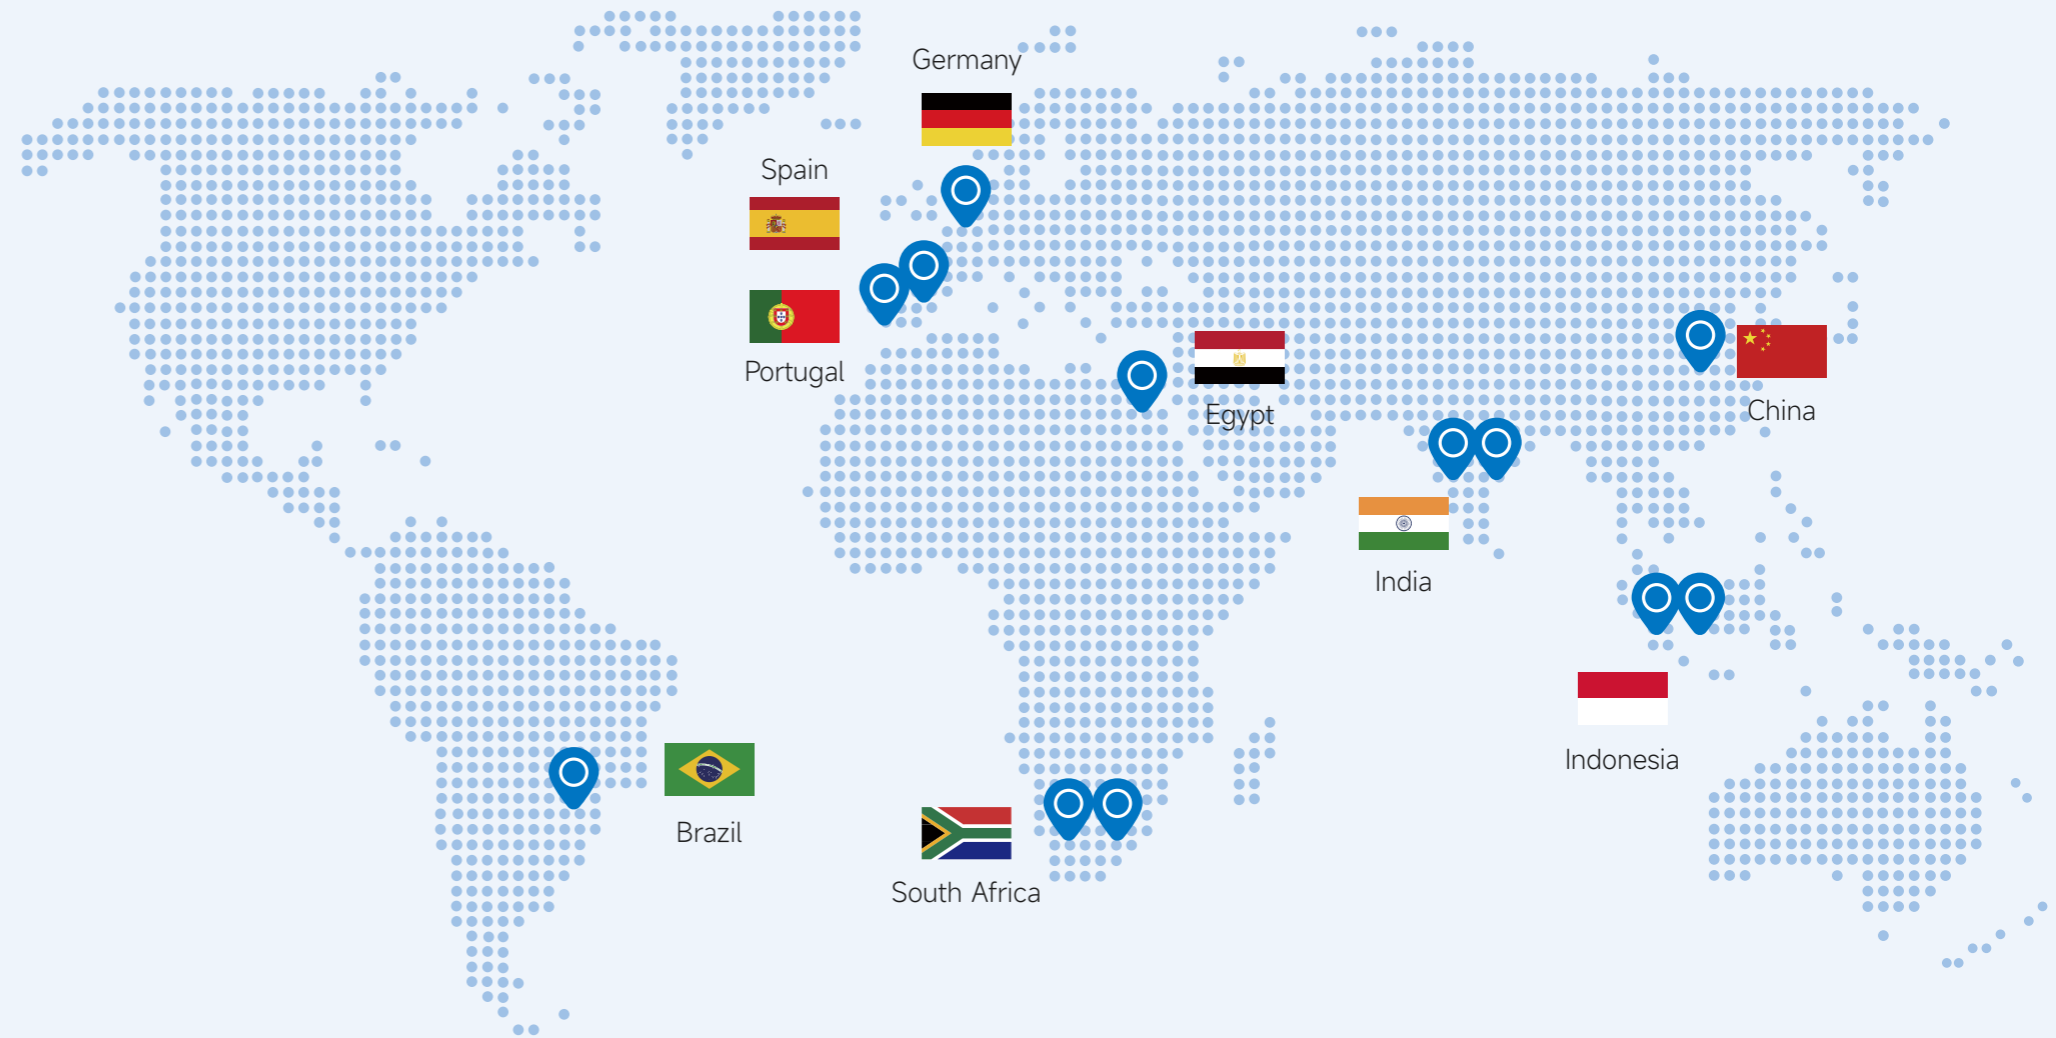 Germany
Spain
Portugal
Egypt
China
India
Indonesia
Brazil
South Africa